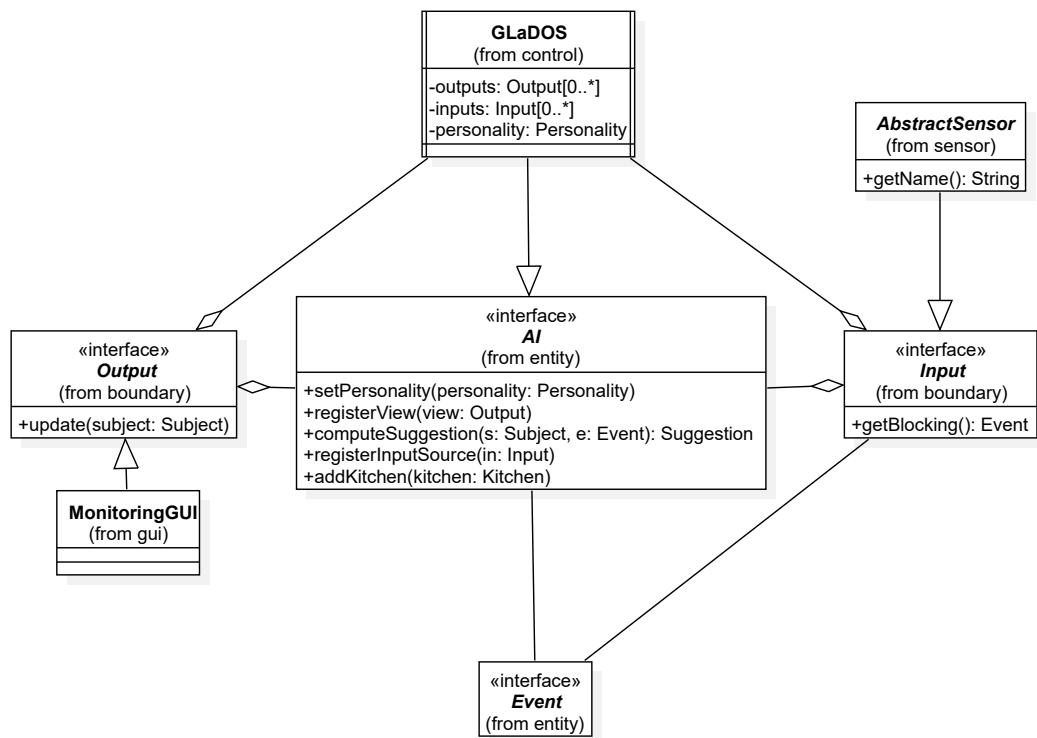 GLaDOS
(from control)
-outputs: Output[0..*]
-inputs: Input[0..*]
-personality: Personality
AbstractSensor
(from sensor)
+getName(): String
«interface»
Output
(from boundary)
+update(subject: Subject)
«interface»
AI
(from entity)
+setPersonality(personality: Personality)
+registerView(view: Output)
+computeSuggestion(s: Subject, e: Event): Suggestion
+registerInputSource(in: Input)
+addKitchen(kitchen: Kitchen)
«interface»
Input
(from boundary)
+getBlocking(): Event
MonitoringGUI
(from gui)
«interface»
Event
(from entity)